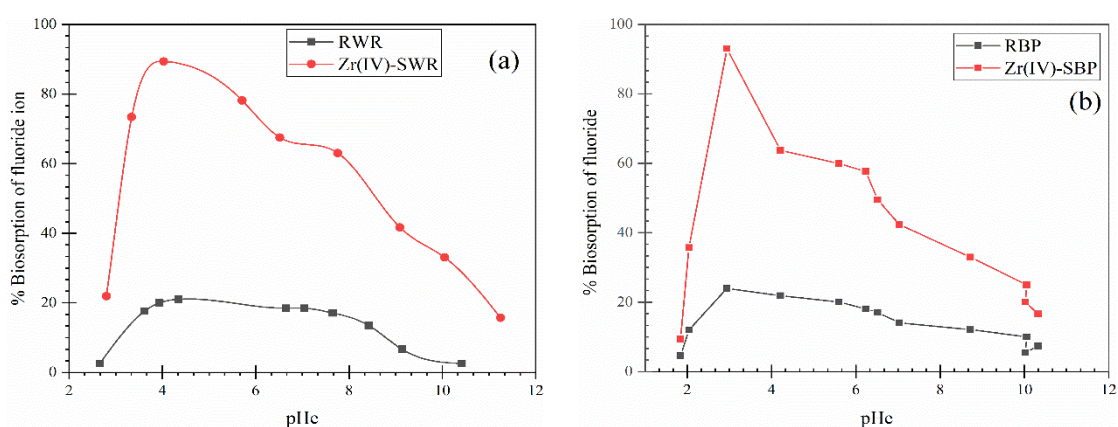 100
80
60
40
20
0
% Biosorption of fluoride ion
RWR
Zr(IV)-SWR
(a)
2 4 6 8 10 12
pHe
100
80
60
40
20
0
% Biosorption of fluoride
RBP
Zr(IV)-SBP
(b)
2 4 6 8 10 12
pHe